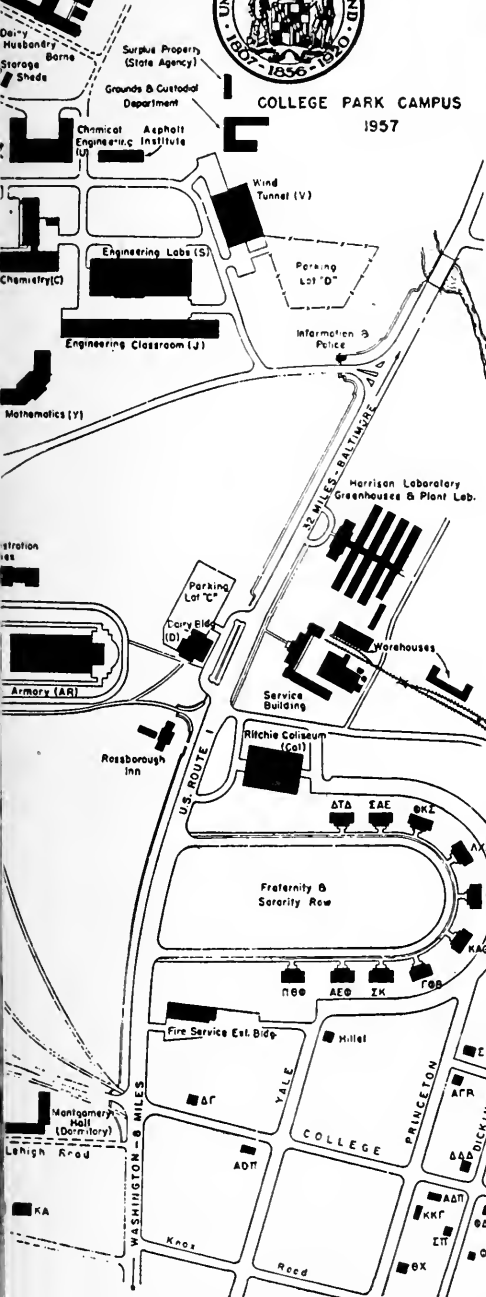 1807-1856-1920
COLLEGE PARK CAMPUS
1957
Dairy
Husbandry
Barns
Storage
Sheds
Surplus Property
(State Agency)
Grounds & Custodial
Department
Chemical
Engineering
(U)
Asphalt
Institute
Wind
Tunnel (V)
Chemistry (C)
Engineering Labs (S)
Parking
Lot "D"
Engineering Classroom (J)
Information &
Police
Mathematics (Y)
32 MILES - BALTIMORE
Harrison Laboratory
Greenhouses & Plant Lab.
Parking
Lot "C"
Dairy Bldg
(D)
Armory (AR)
Warehouses
Service
Building
Rossborough
Inn
U.S. ROUTE 1
Ritchie Coliseum
(Col)
ΔΤΔ
ΣΑΕ
ΦΚΣ
ΛΧ
Fraternity &
Sorority Row
ΚΑΘ
ΠΒΦ
ΑΕΦ
ΣΚ
ΓΦΒ
Fire Service Ext. Bldg.
Hillel
WASHINGTON - 8 MILES
ΔΓ
YALE
PRINCETON
ΑΓΡ
Montgomery
Hall
(Dormitory)
COLLEGE
Lehigh Road
ΑΟΠ
ΔΔΔ
ΚΑ
ΑΔΠ
ΚΚΓ
ΣΠ
Knox
Road
ΘΧ